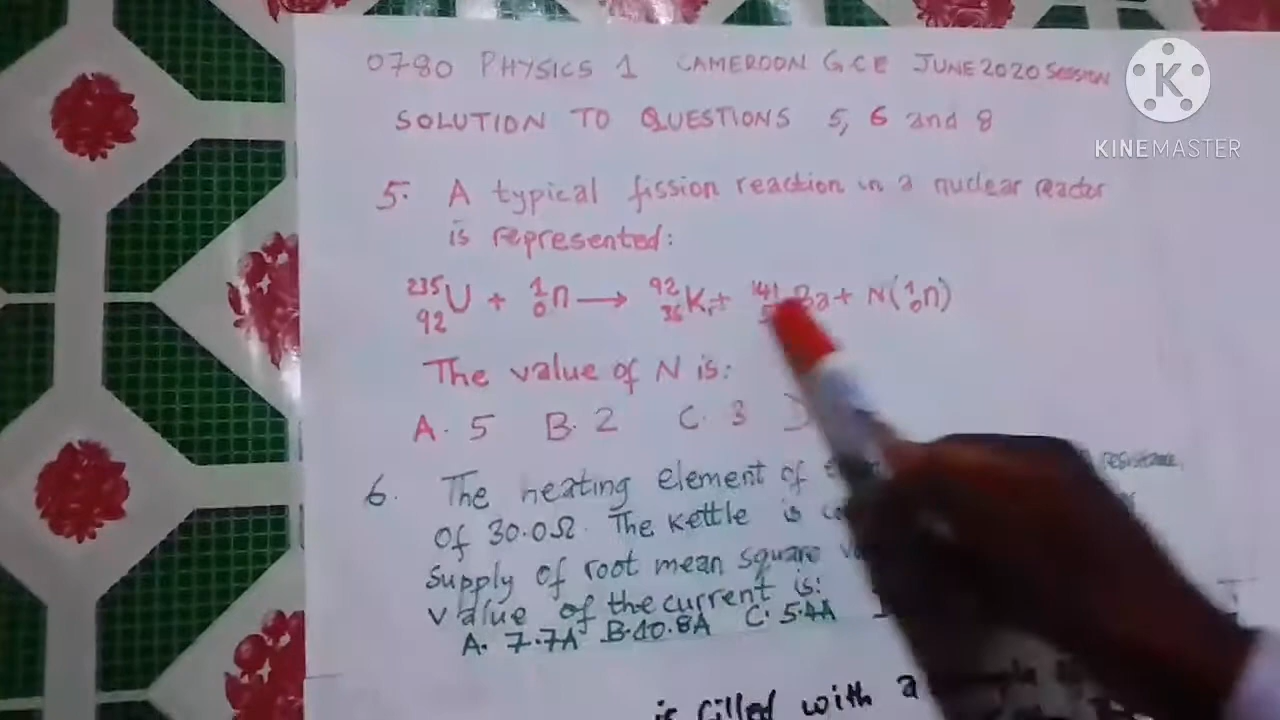 0780 PHYSICS 1 CAMEROON GCE JUNE 2020 SESSION
SOLUTION TO QUESTIONS 5, 6 and 8
KINEMASTER
5. A typical fission reaction in a nuclear reactor
is represented:
²³⁵₉₂U + ¹₀n → ⁹²₃₆Kr + ¹⁴¹Ba + N(¹₀n)
The value of N is:
A. 5 B. 2 C. 3
6. The heating element of resistance
of 30.0Ω. The kettle is
supply of root mean square
value of the current is:
A. 7.7A B. 10.8A C. 5.4A
is filled with a